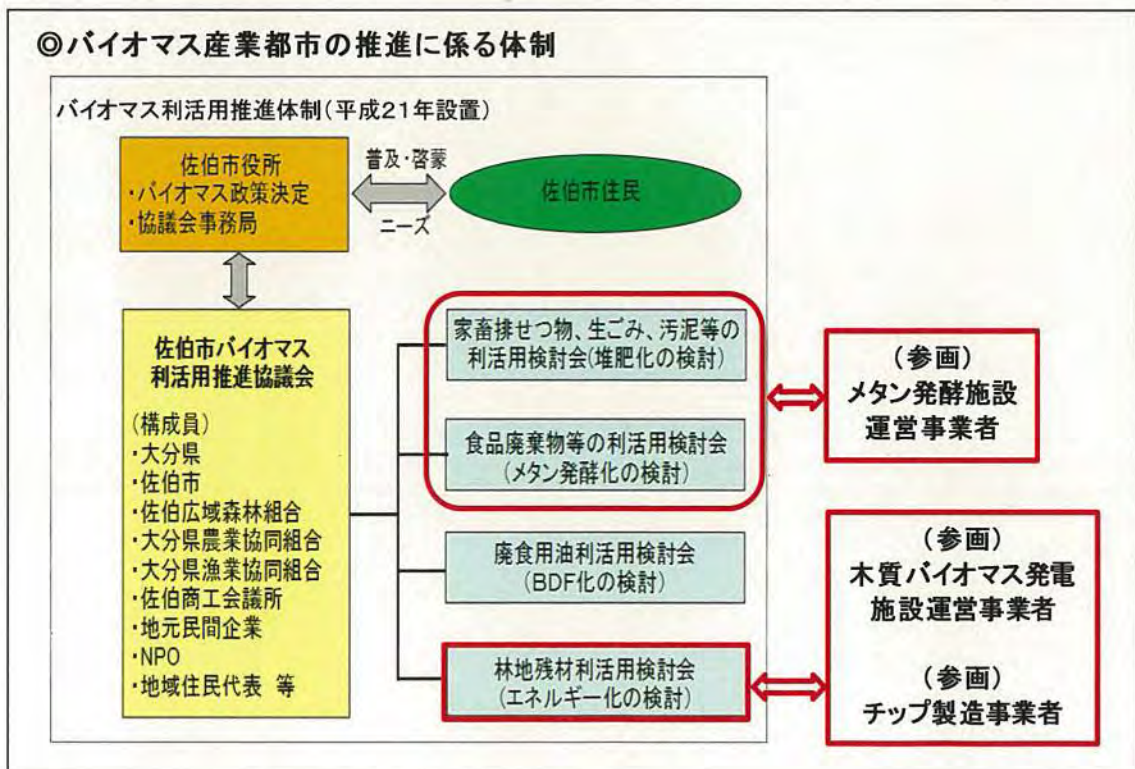 ◎バイオマス産業都市の推進に係る体制
バイオマス利活用推進体制(平成21年設置)
佐伯市役所
・バイオマス政策決定
・協議会事務局
普及・啓蒙
ニーズ
佐伯市住民
佐伯市バイオマス
利活用推進協議会
(構成員)
・大分県
・佐伯市
・佐伯広域森林組合
・大分県農業協同組合
・大分県漁業協同組合
・佐伯商工会議所
・地元民間企業
・NPO
・地域住民代表 等
家畜排せつ物、生ごみ、汚泥等の
利活用検討会(堆肥化の検討)
食品廃棄物等の利活用検討会
(メタン発酵化の検討)
廃食用油利活用検討会
(BDF化の検討)
林地残材利活用検討会
(エネルギー化の検討)
(参画)
メタン発酵施設
運営事業者
(参画)
木質バイオマス発電
施設運営事業者
(参画)
チップ製造事業者